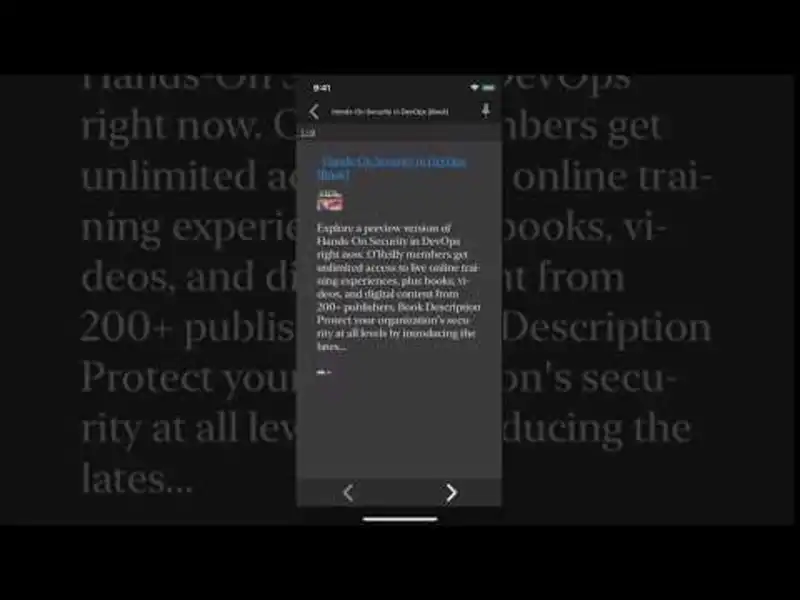 Hands-On S
evOps
right now. O
bers get
unlimited ac
online trai-
ning experie
books, vi-
deos, and di
nt from
200+ publis
Description
Protect your
on's secu-
rity at all lev
ducing the
lates...
9:41
Hands-On Security in DevOps [Book]
Hands-On Security in DevOps
[Book]
Explore a preview version of
Hands-On Security in DevOps
right now. O'Reilly members get
unlimited access to live online trai-
ning experiences, plus books, vi-
deos, and digital content from
200+ publishers. Book Description
Protect your organization's secu-
rity at all levels by introducing the
lates...